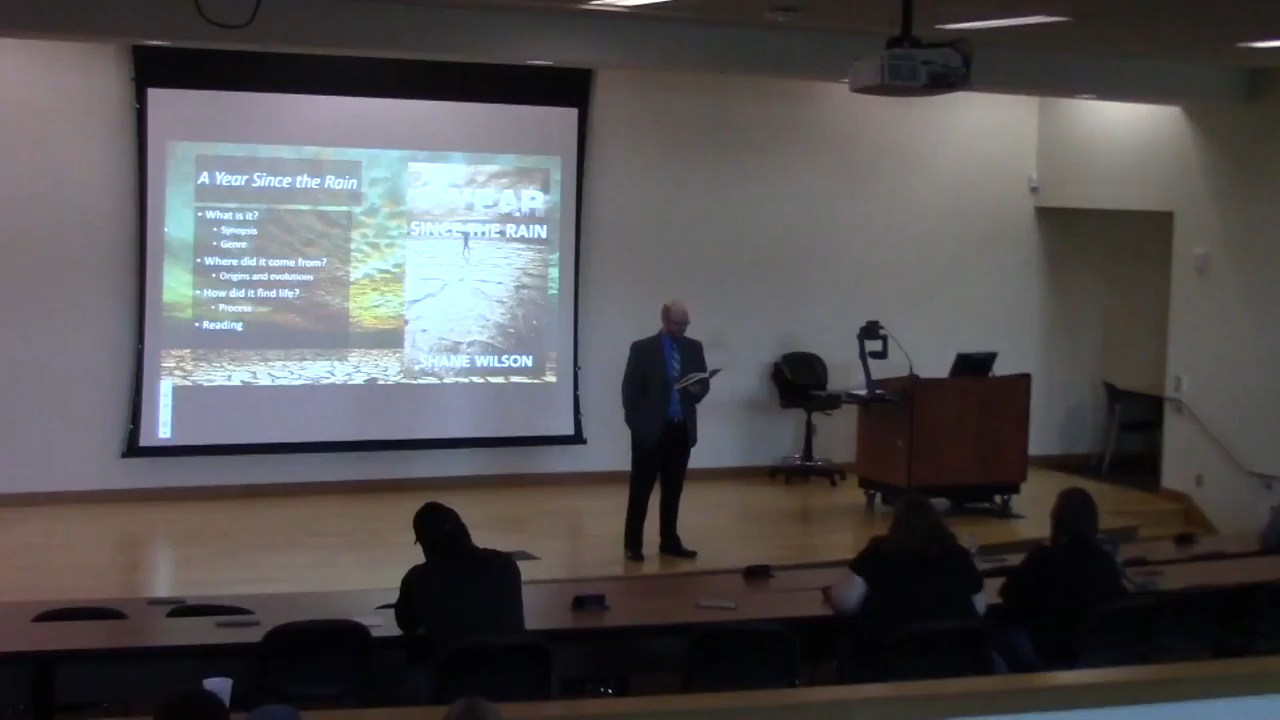 A Year Since the Rain
• What is it?
• Synopsis
• Genre
• Where did it come from?
• Origins and evolutions
• How did it find life?
• Process
• Reading
YEAR
SINCE THE RAIN
SHANE WILSON